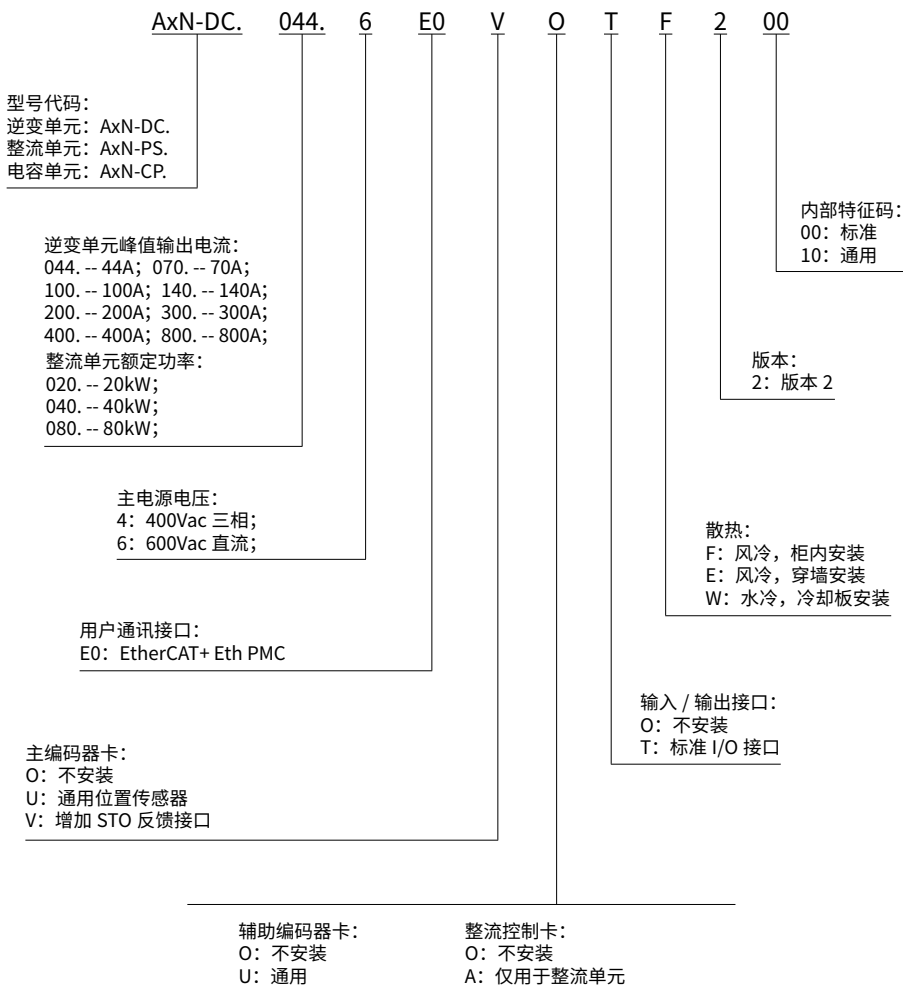 AxN-DC. 044. 6 E0 V O T F 2 00
型号代码：
逆变单元：AxN-DC.
整流单元：AxN-PS.
电容单元：AxN-CP.
内部特征码：
00：标准
10：通用
逆变单元峰值输出电流：
044. -- 44A；070. -- 70A；
100. -- 100A；140. -- 140A；
200. -- 200A；300. -- 300A；
400. -- 400A；800. -- 800A；
整流单元额定功率：
020. -- 20kW；
040. -- 40kW；
080. -- 80kW；
版本：
2：版本 2
主电源电压：
4：400Vac 三相；
6：600Vac 直流；
散热：
F：风冷，柜内安装
E：风冷，穿墙安装
W：水冷，冷却板安装
用户通讯接口：
E0：EtherCAT+ Eth PMC
输入 / 输出接口：
O：不安装
T：标准 I/O 接口
主编码器卡：
O：不安装
U：通用位置传感器
V：增加 STO 反馈接口
辅助编码器卡：
O：不安装
U：通用
整流控制卡：
O：不安装
A：仅用于整流单元